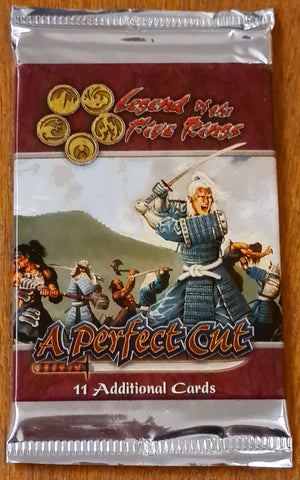 Legend of the
Five Rings
A Perfect Cut
11 Additional Cards